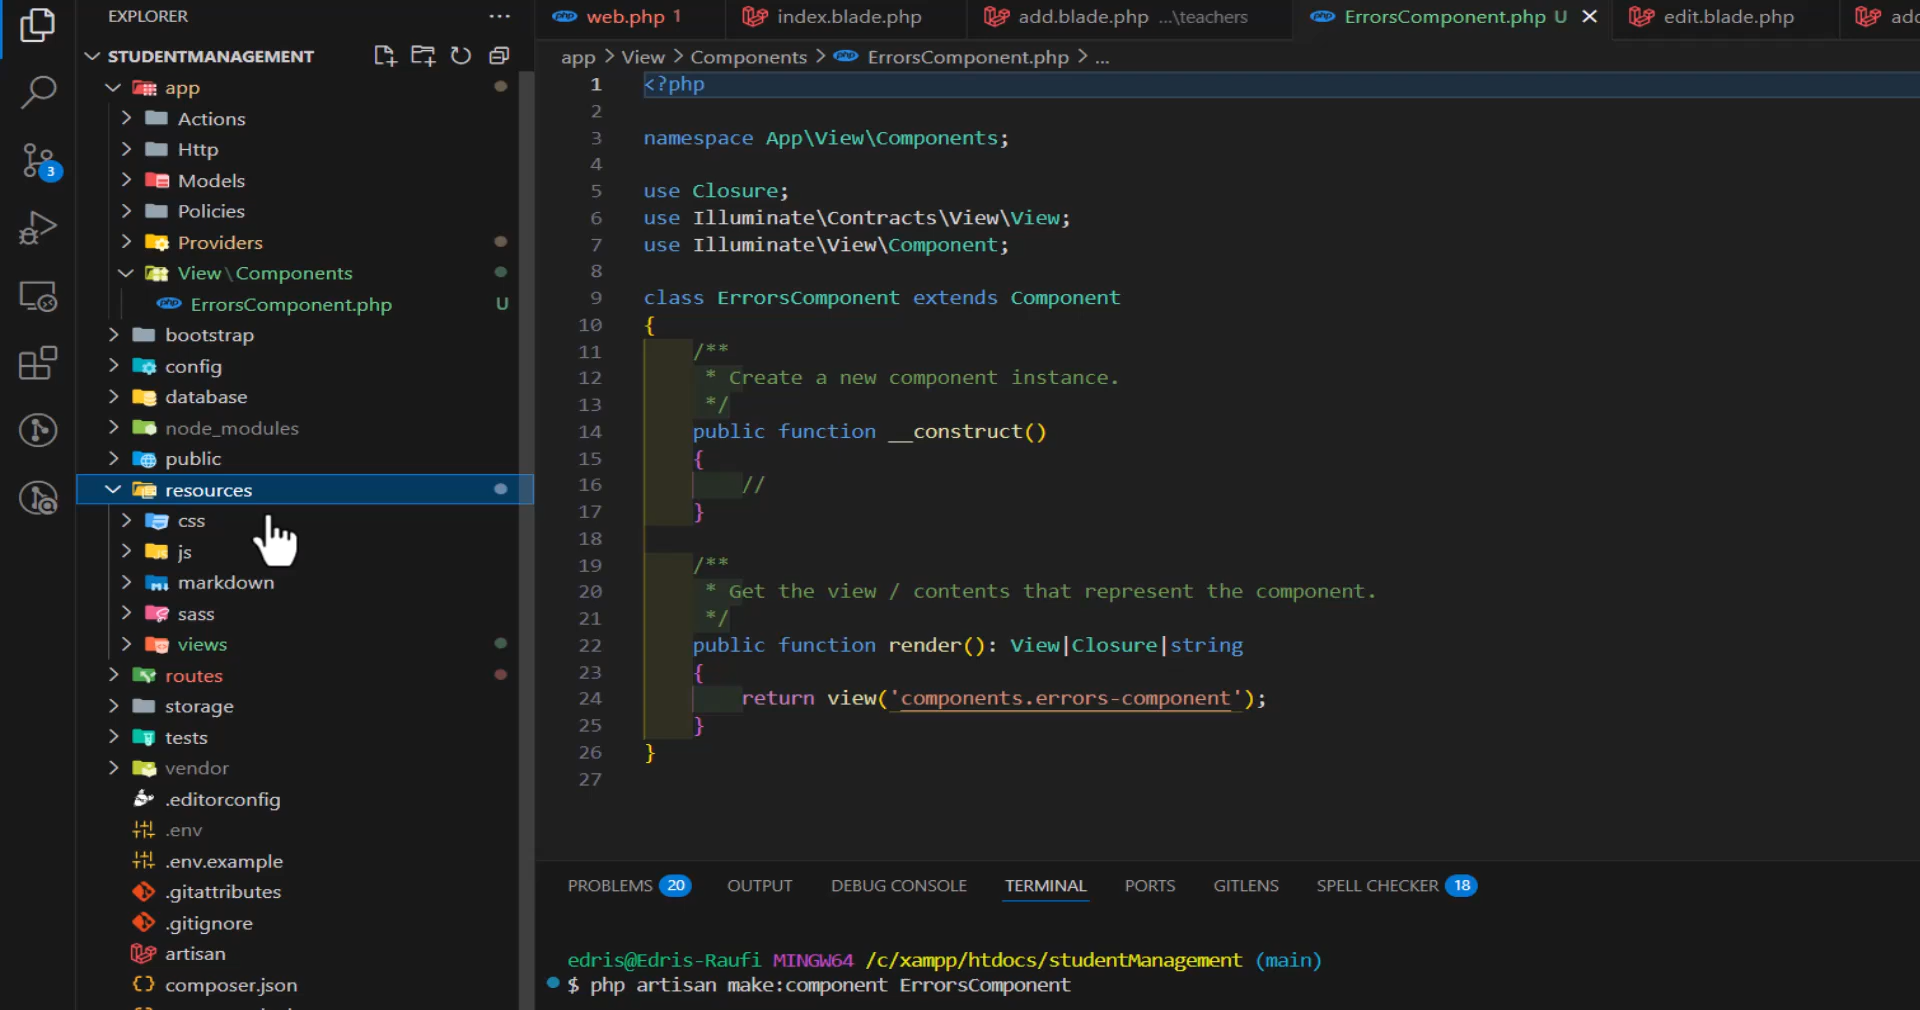 EXPLORER
STUDENTMANAGEMENT
app
Actions
Http
Models
Policies
Providers
View\Components
ErrorsComponent.php U
bootstrap
config
database
node_modules
public
resources
css
js
markdown
sass
views
routes
storage
tests
vendor
.editorconfig
.env
.env.example
.gitattributes
.gitignore
artisan
composer.json
3
web.php 1
index.blade.php
add.blade.php ...\teachers
ErrorsComponent.php U
edit.blade.php
app > View > Components > ErrorsComponent.php > ...
1 <?php
2
3 namespace App\View\Components;
4
5 use Closure;
6 use Illuminate\Contracts\View\View;
7 use Illuminate\View\Component;
8
9 class ErrorsComponent extends Component
10 {
11 /**
12 * Create a new component instance.
13 */
14 public function __construct()
15 {
16 //
17 }
18
19 /**
20 * Get the view / contents that represent the component.
21 */
22 public function render(): View|Closure|string
23 {
24 return view('components.errors-component');
25 }
26 }
27
PROBLEMS 20 OUTPUT DEBUG CONSOLE TERMINAL PORTS GITLENS SPELL CHECKER 18
edris@Edris-Raufi MINGW64 /c/xampp/htdocs/studentManagement (main)
$ php artisan make:component ErrorsComponent